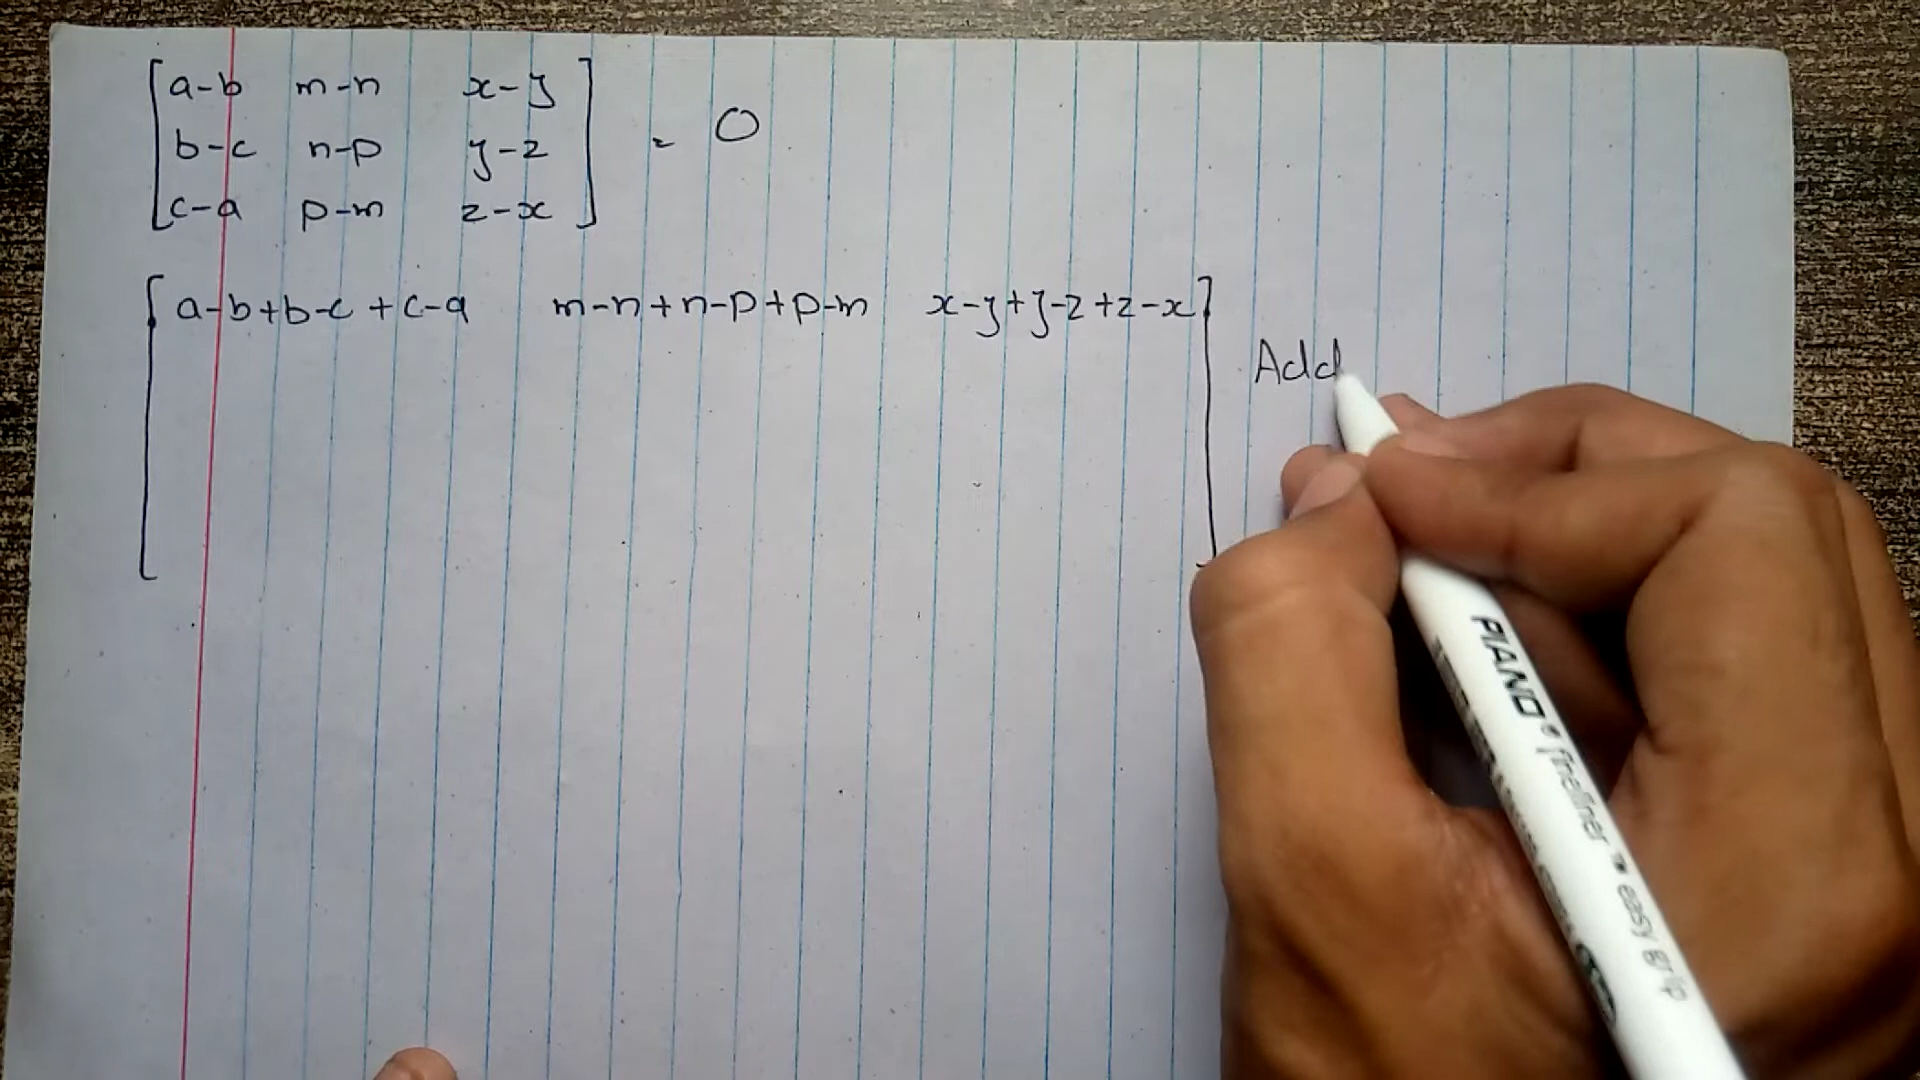 a-b m-n x-y
b-c n-p y-z = 0
c-a p-m z-x
a-b+b-c+c-a m-n+n-p+p-m x-y+y-z+z-x
Add
PIANO fineliner easy grip